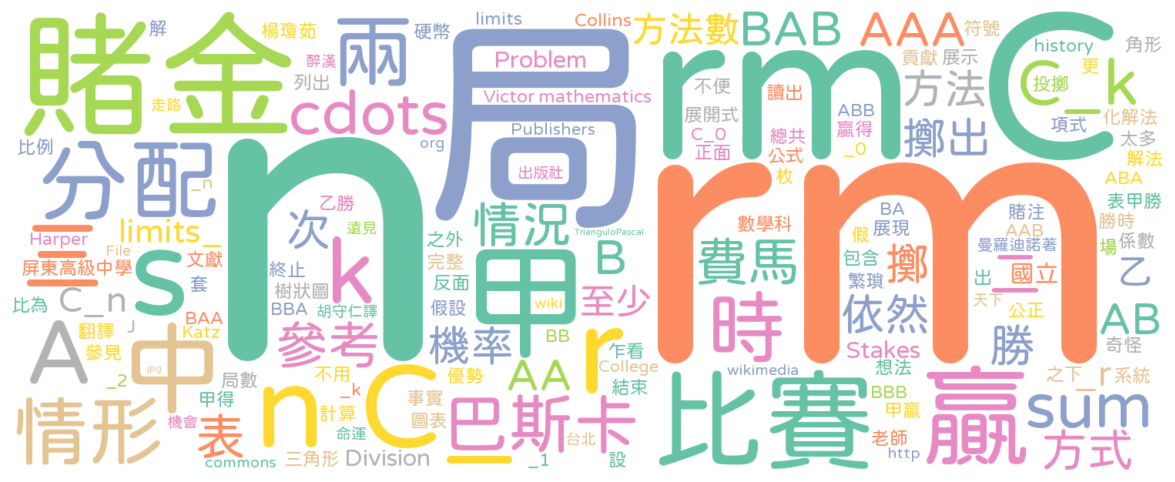 賭金
解
楊瓊茹
醉漢
列出
走路
兩
硬幣
limits
cdots
Problem
Collins
Victor mathematics
Publishers
org
局
出版社
方法數
BAB
AAA
符號
貢獻
展示
history
角形
更
C_k
投擲
不便
讀出
展開式
C_0
正面
rm
ABB
贏得
_0
總共
公式
枚
方法
擲出
C
項式
化解法
太多
解法
ABA
表甲勝
比例
分配
_n
limits_
Harper
File
屏東高級中學
文獻
s
套
比為
C_n
J
BAA
Katz
翻譯
參見
_2
n
次
乙勝
遠見
k
終止
樹狀圖
BBA
胡守仁譯
參考
之外
完整
反面
假設
機率
情況
TrianguloPascal
B
甲
wiki
至少
BB
乍看
r
College
結束
AA
優勢
rm
數學科
BA
展現
賭注
AAB
勝時
場
係數
假
曼羅迪諾著
包含
擲
繁瑣
出
國立
乙
天下
公正
費馬
時
依然
Stakes
想法
勝
AB
奇怪
wikimedia
BBB
甲贏
之下
_r
系統
A
中
jpg
局數
甲得
機會
表
情形
commons
三角形
n
不用
_k
計算
命運
C
事實
圖表
Division
_1
巴斯卡
台北
設
比賽
老師
http
贏
sum
方式
一
二
三